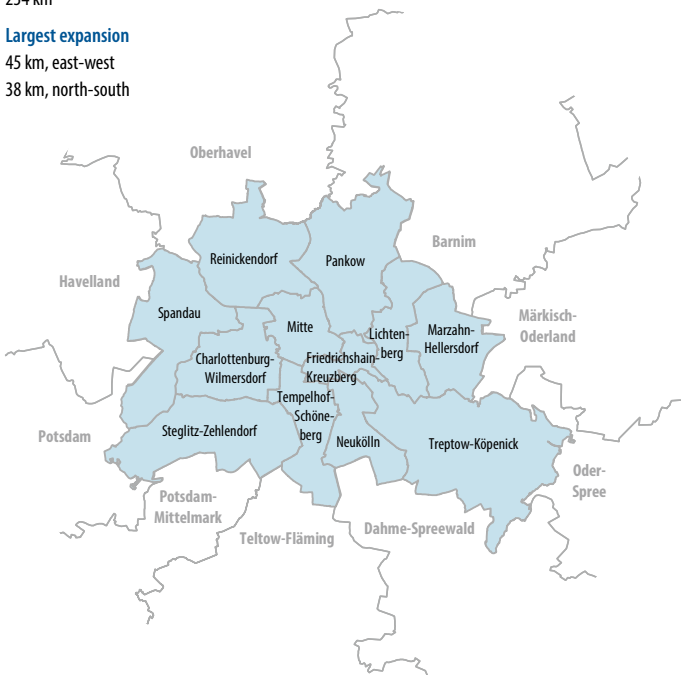 234 km
Largest expansion
45 km, east-west
38 km, north-south
Oberhavel
Barnim
Reinickendorf
Pankow
Havelland
Spandau
Mitte
Lichten-
berg
Marzahn-
Hellersdorf
Märkisch-
Oderland
Charlottenburg-
Wilmersdorf
Friedrichshain-
Kreuzberg
Tempelhof-
Schöne-
berg
Potsdam
Steglitz-Zehlendorf
Neukölln
Treptow-Köpenick
Oder-
Spree
Potsdam-
Mittelmark
Teltow-Fläming
Dahme-Spreewald